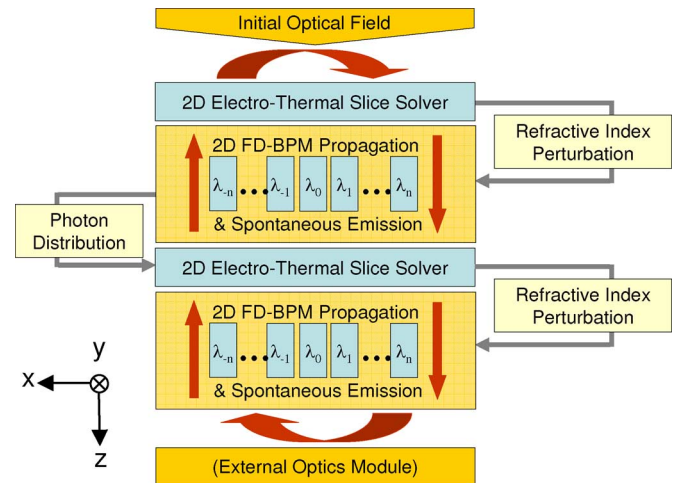 Initial Optical Field
2D Electro-Thermal Slice Solver
Refractive Index
Perturbation
2D FD-BPM Propagation
λ-n ••• λ-1 λ0 λ1 ••• λn
& Spontaneous Emission
Photon
Distribution
2D Electro-Thermal Slice Solver
Refractive Index
Perturbation
2D FD-BPM Propagation
λ-n ••• λ-1 λ0 λ1 ••• λn
& Spontaneous Emission
y
x
z
(External Optics Module)